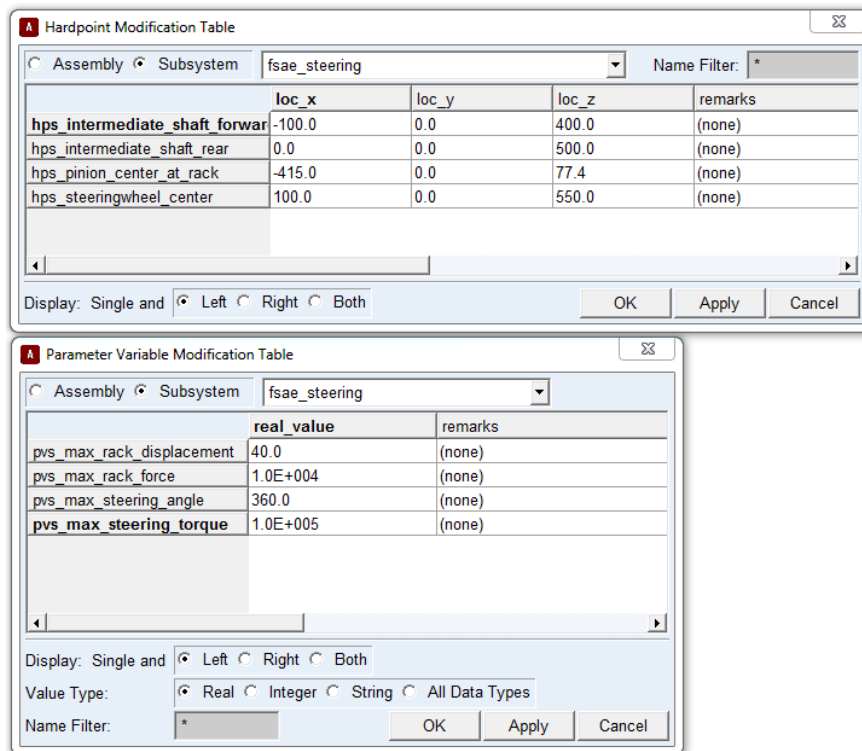 A Hardpoint Modification Table
Assembly Subsystem fsae_steering Name Filter: *
loc_x loc_y loc_z remarks
hps_intermediate_shaft_forwar -100.0 0.0 400.0 (none)
hps_intermediate_shaft_rear 0.0 0.0 500.0 (none)
hps_pinion_center_at_rack -415.0 0.0 77.4 (none)
hps_steeringwheel_center 100.0 0.0 550.0 (none)
Display: Single and Left Right Both OK Apply Cancel
A Parameter Variable Modification Table
Assembly Subsystem fsae_steering
real_value remarks
pvs_max_rack_displacement 40.0 (none)
pvs_max_rack_force 1.0E+004 (none)
pvs_max_steering_angle 360.0 (none)
pvs_max_steering_torque 1.0E+005 (none)
Display: Single and Left Right Both
Value Type: Real Integer String All Data Types
Name Filter: * OK Apply Cancel